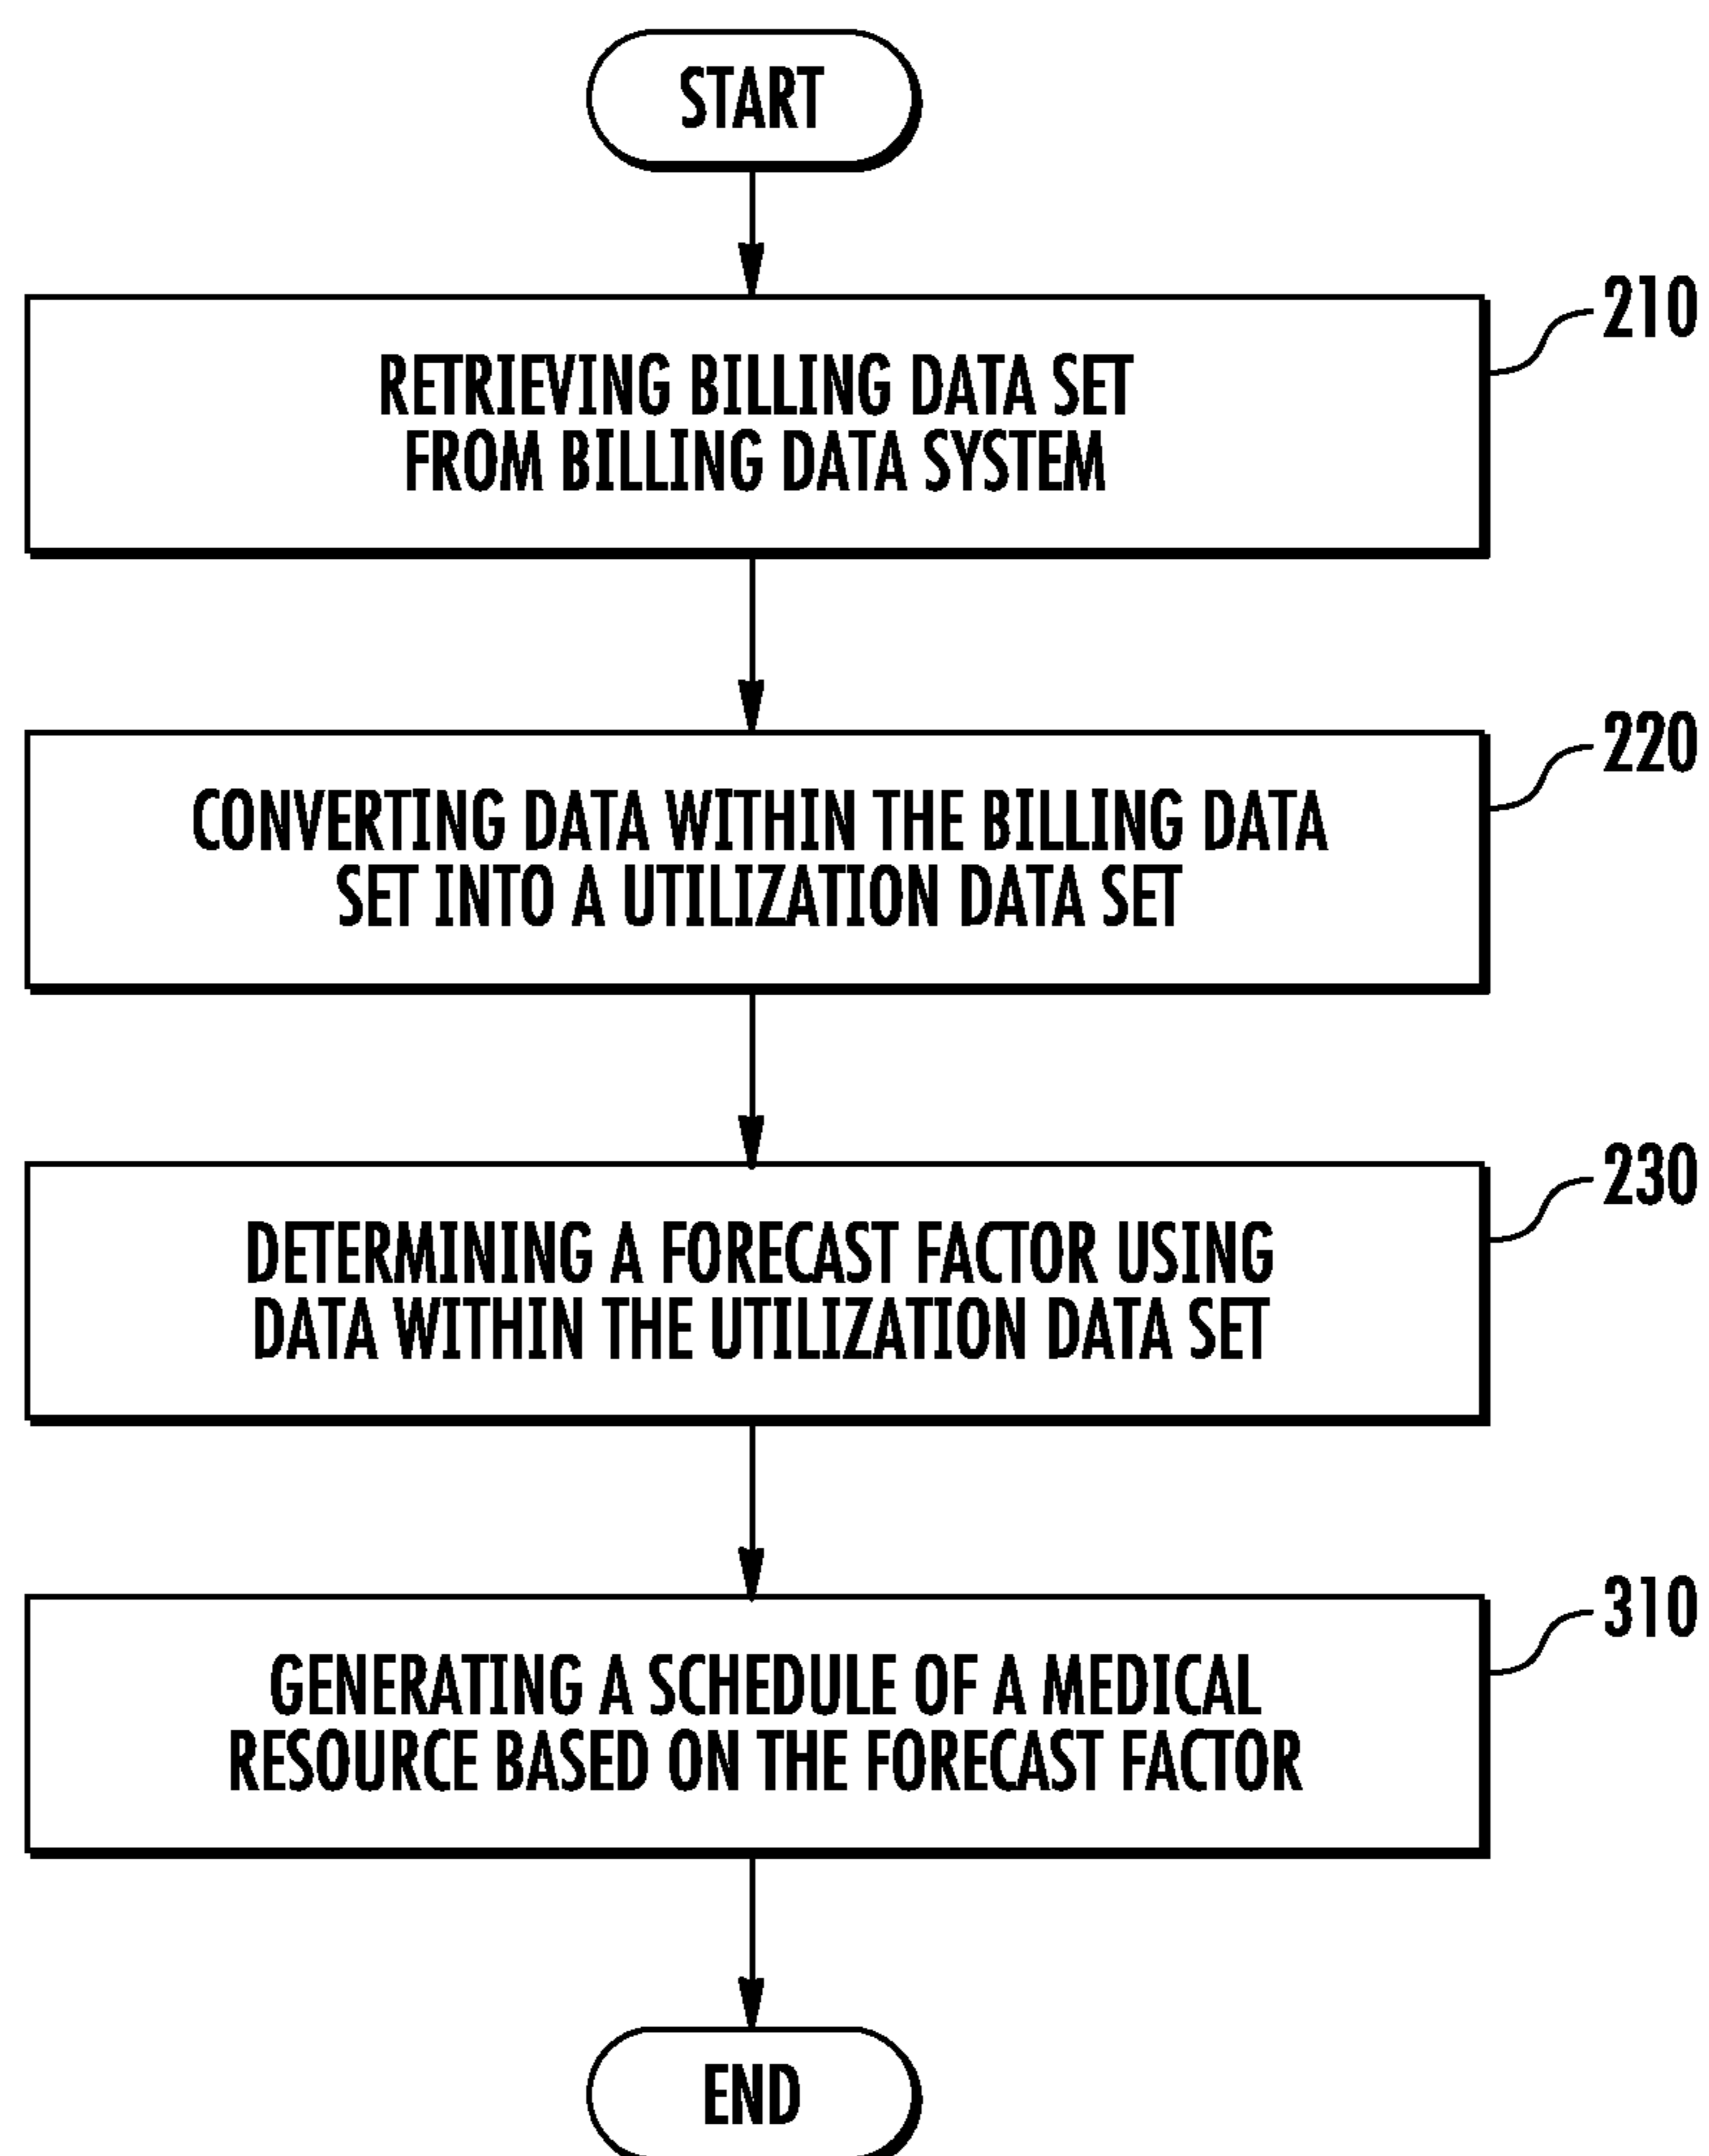 START
210
RETRIEVING BILLING DATA SET
FROM BILLING DATA SYSTEM
220
CONVERTING DATA WITHIN THE BILLING DATA
SET INTO A UTILIZATION DATA SET
230
DETERMINING A FORECAST FACTOR USING
DATA WITHIN THE UTILIZATION DATA SET
310
GENERATING A SCHEDULE OF A MEDICAL
RESOURCE BASED ON THE FORECAST FACTOR
END